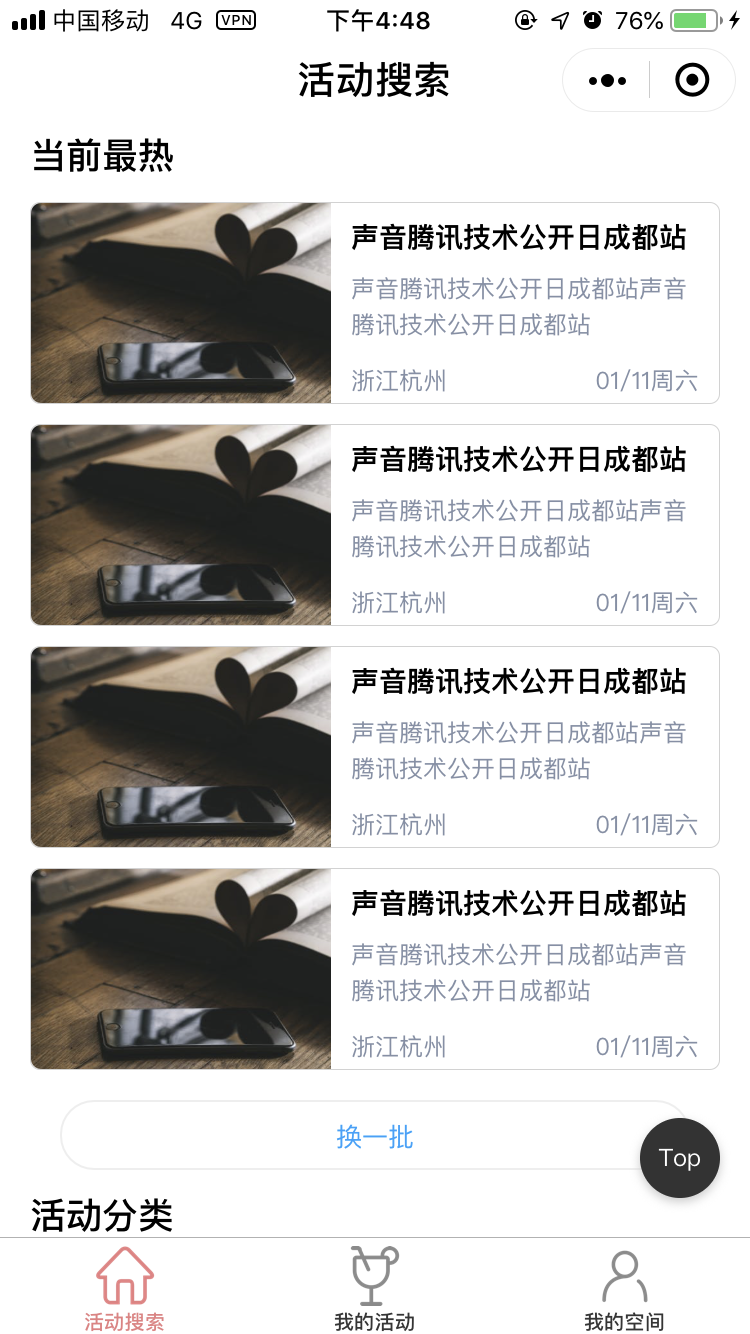 中国移动 4G VPN 下午4:48 76%
活动搜索
当前最热
声音腾讯技术公开日成都站
声音腾讯技术公开日成都站声音
腾讯技术公开日成都站
浙江杭州 01/11周六
声音腾讯技术公开日成都站
声音腾讯技术公开日成都站声音
腾讯技术公开日成都站
浙江杭州 01/11周六
声音腾讯技术公开日成都站
声音腾讯技术公开日成都站声音
腾讯技术公开日成都站
浙江杭州 01/11周六
声音腾讯技术公开日成都站
声音腾讯技术公开日成都站声音
腾讯技术公开日成都站
浙江杭州 01/11周六
换一批
Top
活动分类
活动搜索 我的活动 我的空间